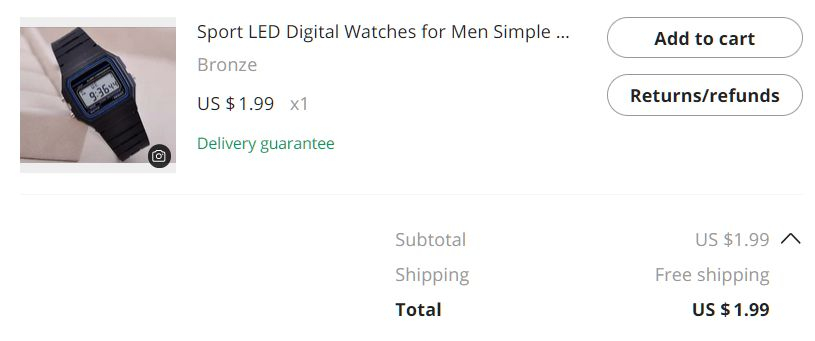 Sport LED Digital Watches for Men Simple ...
Add to cart
Bronze
Returns/refunds
US $1.99 x1
Delivery guarantee
9:3644
Subtotal US $1.99
Shipping Free shipping
Total US $1.99